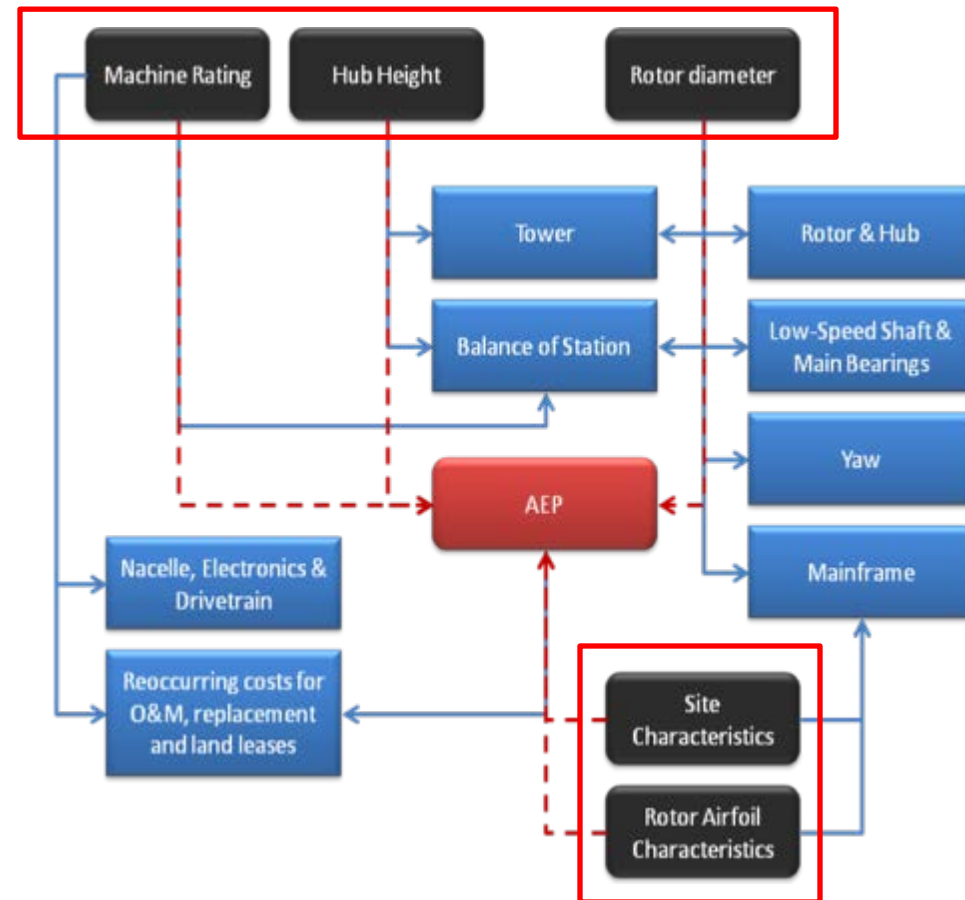 Machine Rating
Hub Height
Rotor diameter
Tower
Rotor & Hub
Balance of Station
Low-Speed Shaft &
Main Bearings
Yaw
AEP
Mainframe
Nacelle, Electronics &
Drivetrain
Reoccurring costs for
O&M, replacement
and land leases
Site
Characteristics
Rotor Airfoil
Characteristics